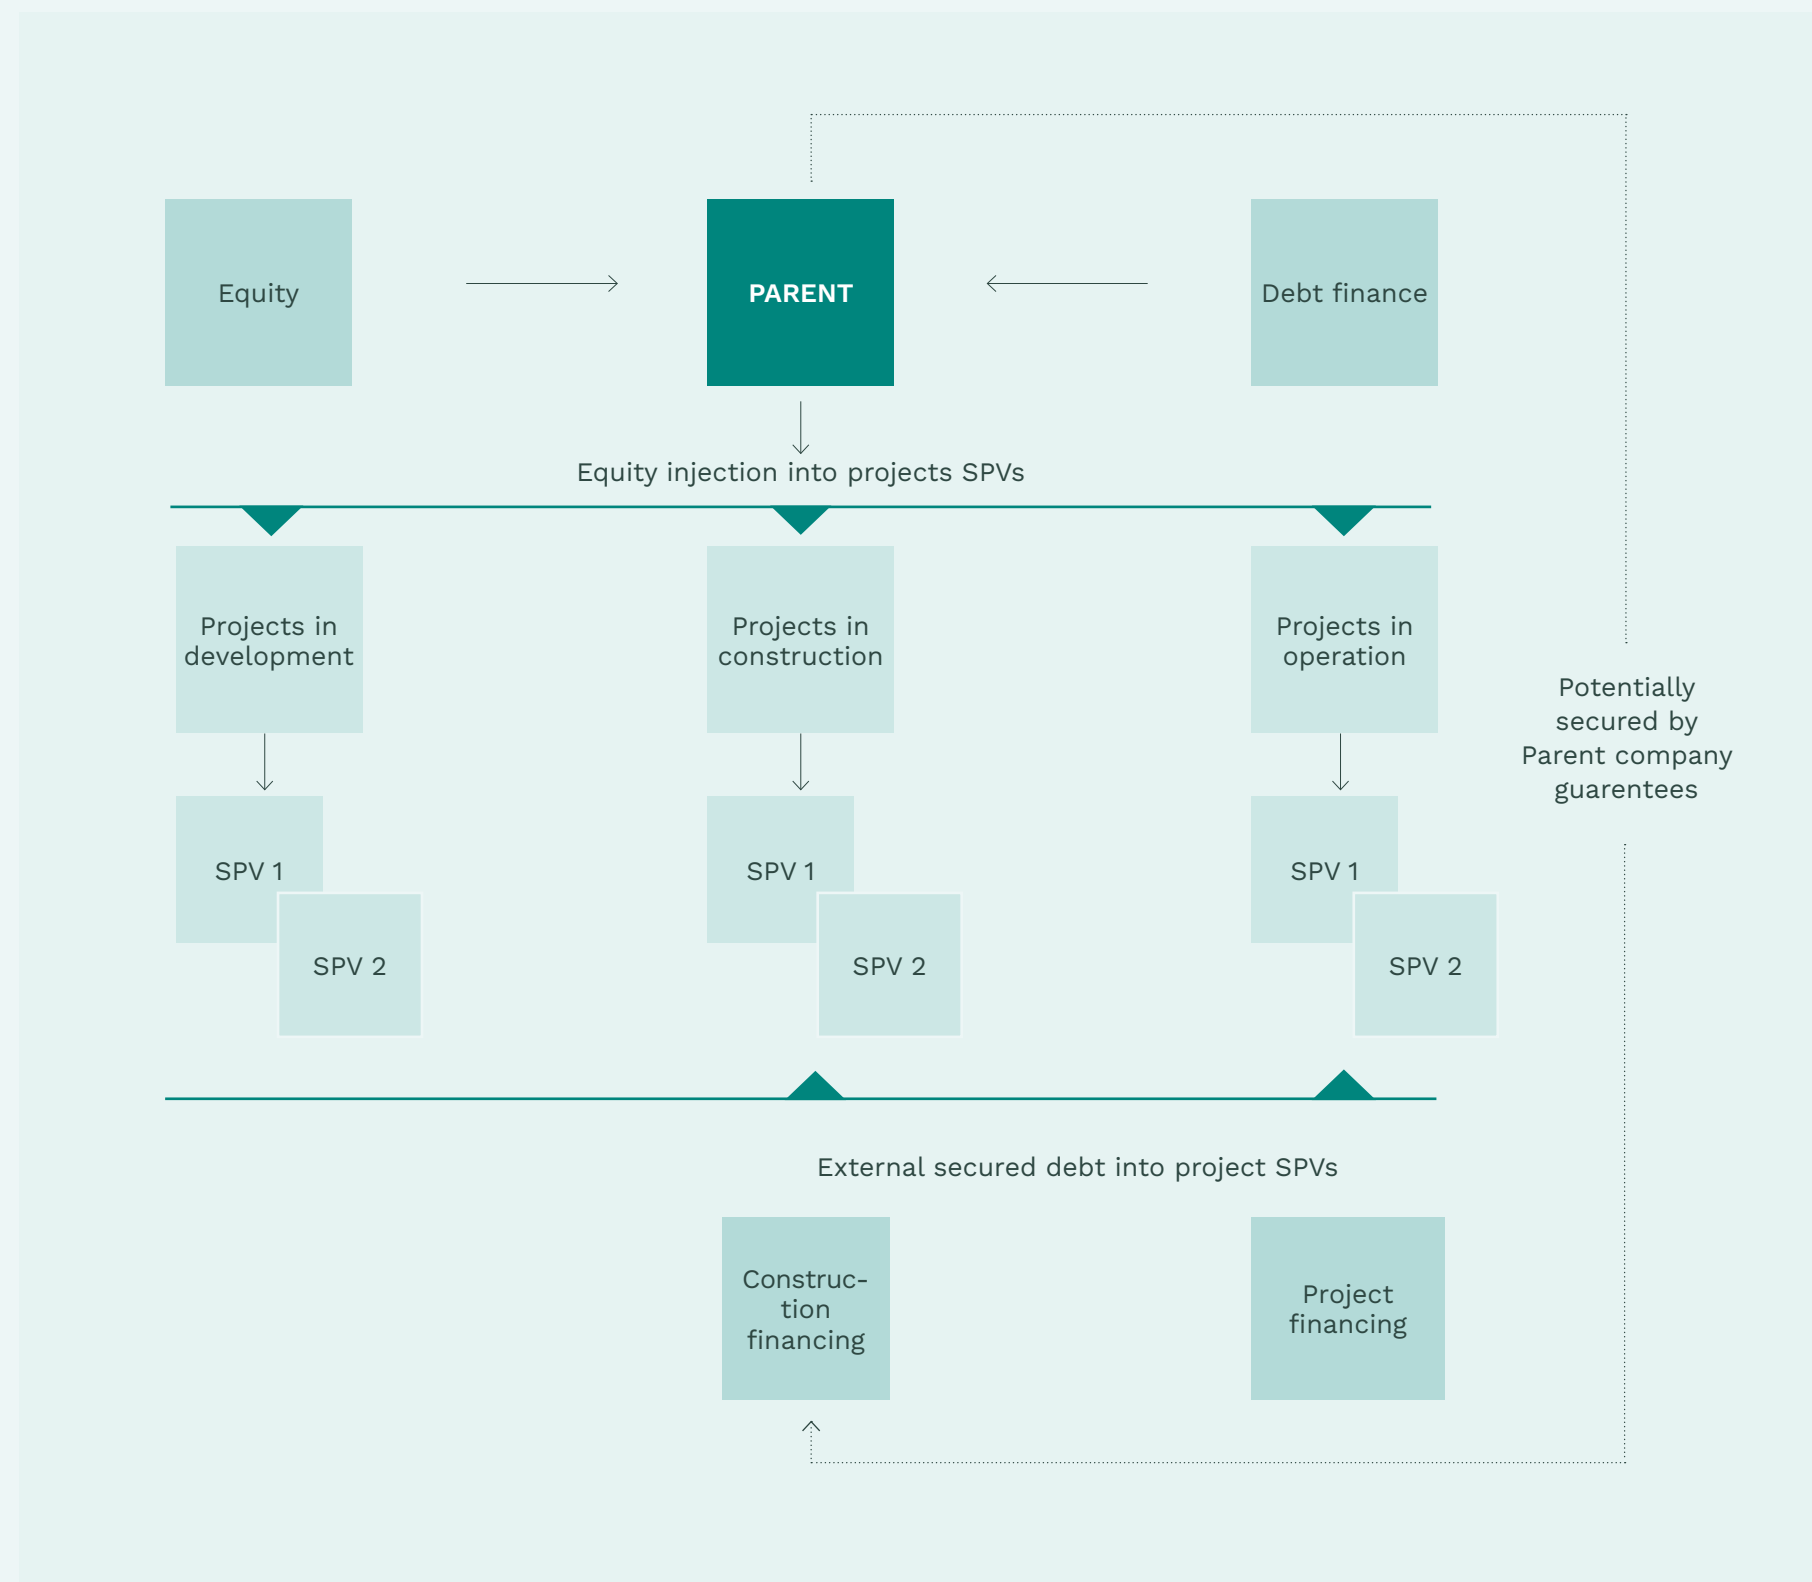 Equity
PARENT
Debt finance
Equity injection into projects SPVs
Projects in
development
Projects in
construction
Projects in
operation
Potentially
secured by
Parent company
guarentees
SPV 1
SPV 2
SPV 1
SPV 2
SPV 1
SPV 2
External secured debt into project SPVs
Construc-
tion
financing
Project
financing